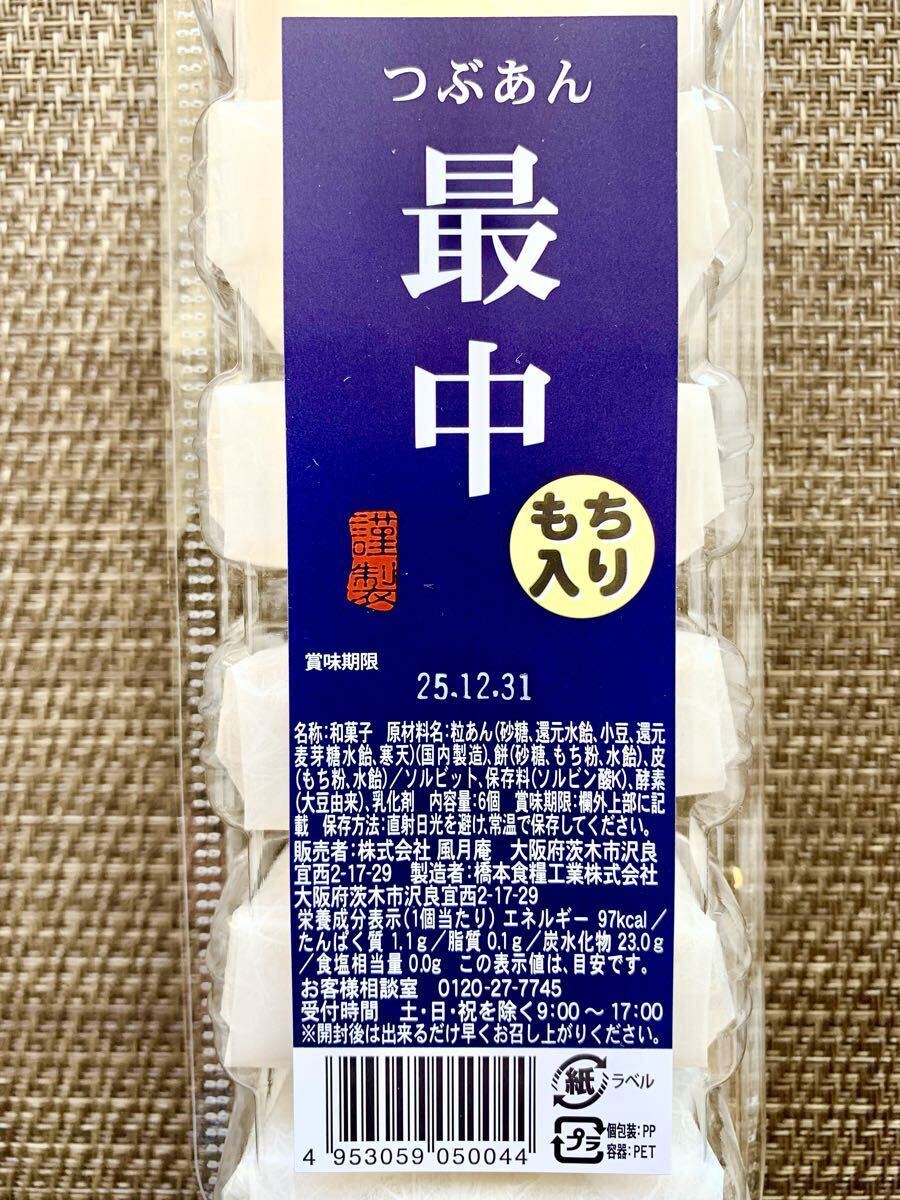 つぶあん
最中
もち
入り
謹製
賞味期限
25.12.31
名称:和菓子　原材料名:粒あん(砂糖、還元水飴、小豆、還元
麦芽糖水飴、寒天)(国内製造)、餅(砂糖、もち粉、水飴)、皮
(もち粉、水飴)／ソルビット、保存料(ソルビン酸K)、酵素
(大豆由来)、乳化剤　内容量:6個　賞味期限:欄外上部に記
載　保存方法:直射日光を避け、常温で保存してください。
販売者:株式会社 風月庵　大阪府茨木市沢良
宜西2-17-29　製造者:橋本食糧工業株式会社
大阪府茨木市沢良宜西2-17-29
栄養成分表示(1個当たり) エネルギー 97kcal／
たんぱく質 1.1g／脂質 0.1g／炭水化物 23.0g
／食塩相当量 0.0g　この表示値は、目安です。
お客様相談室　0120-27-7745
受付時間　土・日・祝を除く9:00～17:00
※開封後は出来るだけ早くお召し上がりください。
紙 ラベル
プラ 個包装:PP
容器:PET
4 953059 050044